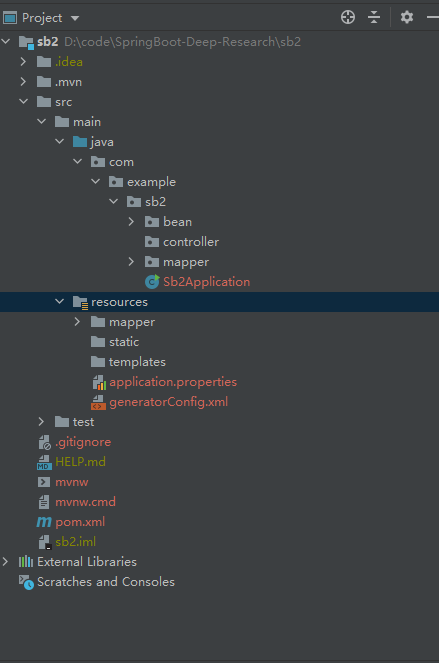 Project
sb2 D:\code\SpringBoot-Deep-Research\sb2
.idea
.mvn
src
main
java
com
example
sb2
bean
controller
mapper
Sb2Application
resources
mapper
static
templates
application.properties
generatorConfig.xml
test
.gitignore
HELP.md
mvnw
mvnw.cmd
pom.xml
sb2.iml
External Libraries
Scratches and Consoles